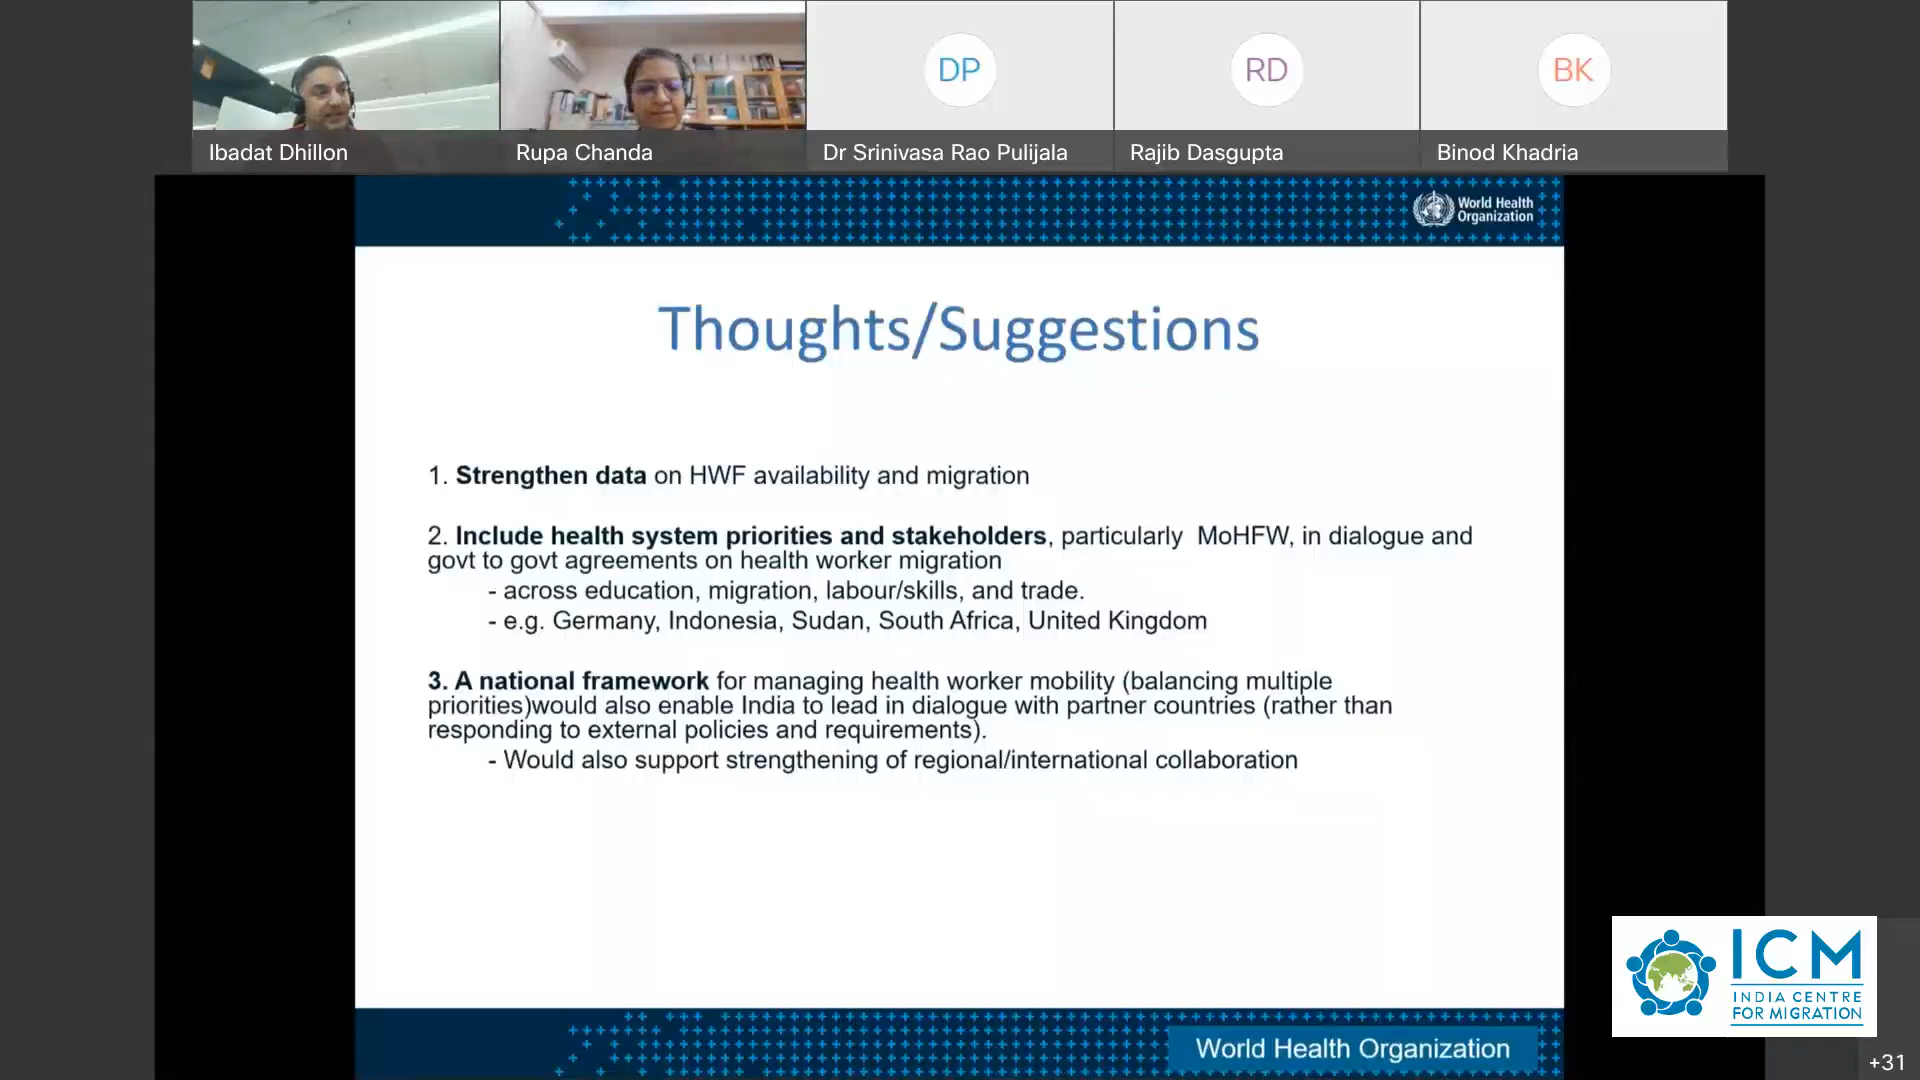 Ibadat Dhillon
Rupa Chanda
DP
Dr Srinivasa Rao Pulijala
RD
Rajib Dasgupta
BK
Binod Khadria
World Health
Organization
Thoughts/Suggestions
1. Strengthen data on HWF availability and migration
2. Include health system priorities and stakeholders, particularly MoHFW, in dialogue and
govt to govt agreements on health worker migration
- across education, migration, labour/skills, and trade.
- e.g. Germany, Indonesia, Sudan, South Africa, United Kingdom
3. A national framework for managing health worker mobility (balancing multiple
priorities)would also enable India to lead in dialogue with partner countries (rather than
responding to external policies and requirements).
- Would also support strengthening of regional/international collaboration
World Health Organization
ICM
INDIA CENTRE
FOR MIGRATION
+31